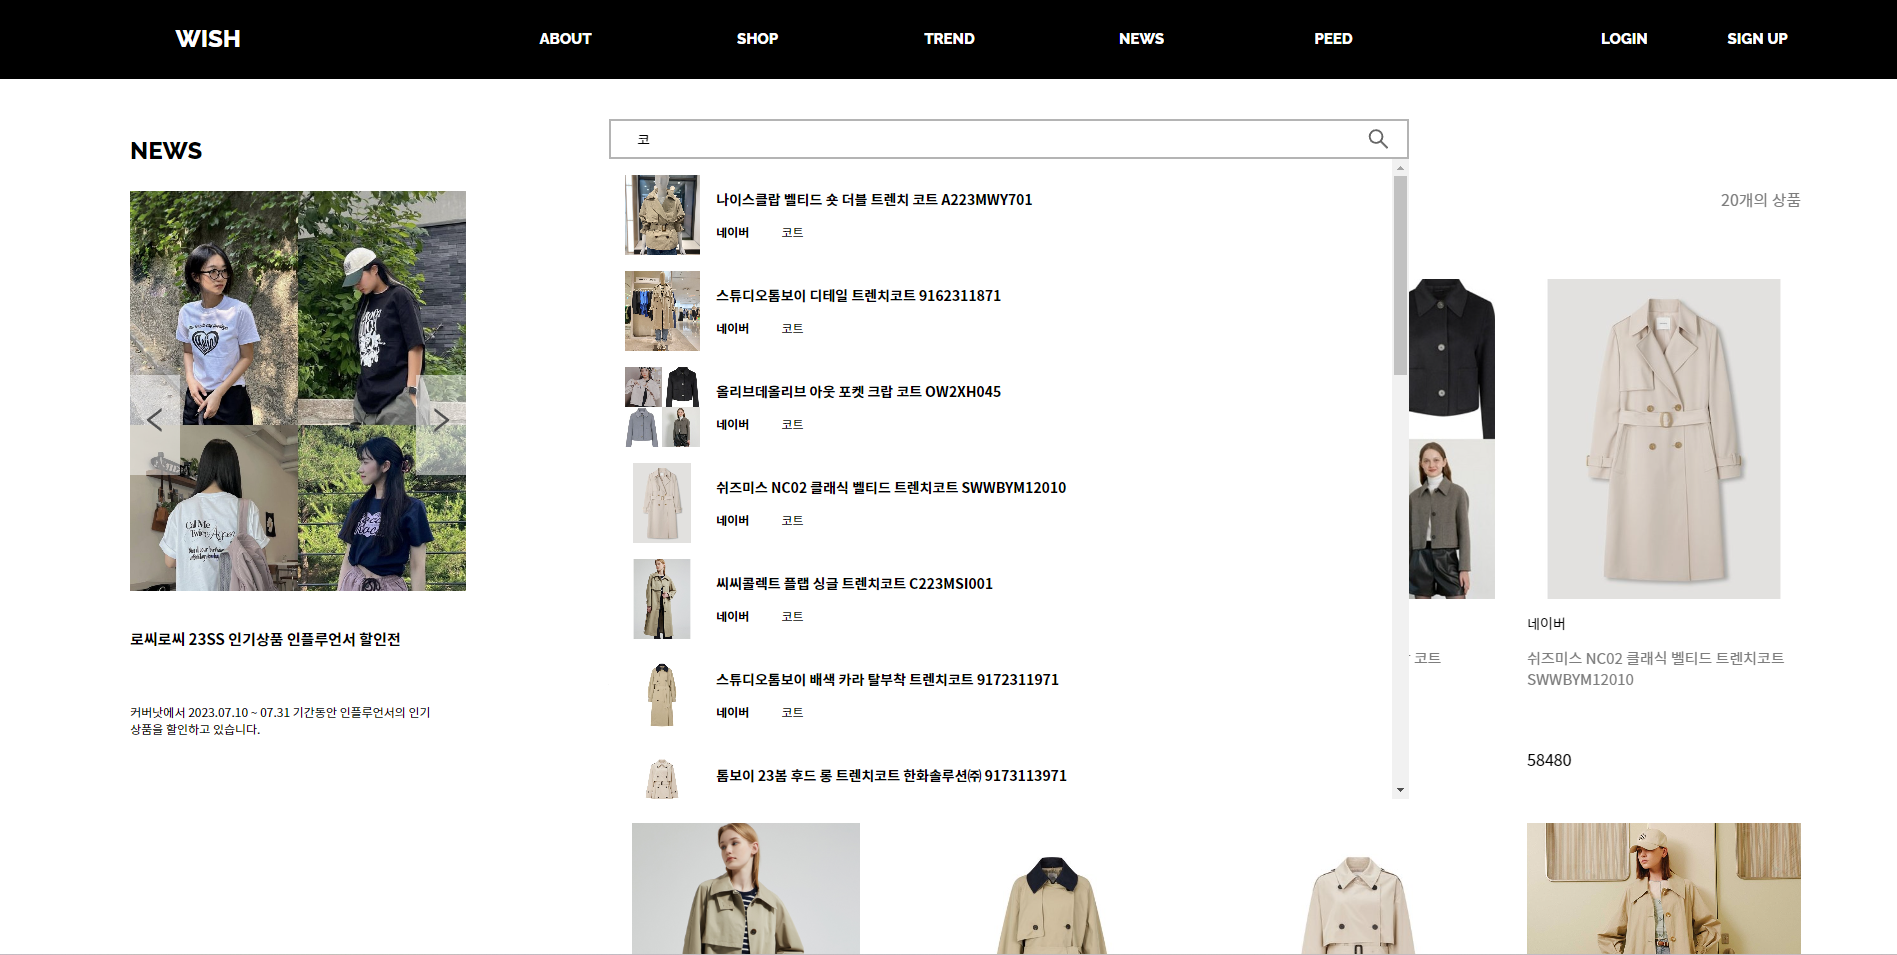 WISH
ABOUT
SHOP
TREND
NEWS
PEED
LOGIN
SIGN UP
NEWS
로씨로씨 23SS 인기상품 인플루언서 할인전
커버낫에서 2023.07.10 ~ 07.31 기간동안 인플루언서의 인기
상품을 할인하고 있습니다.
코
나이스클랍 벨티드 숏 더블 트렌치 코트 A223MWY701
네이버 코트
스튜디오톰보이 디테일 트렌치코트 9162311871
네이버 코트
올리브데올리브 아웃 포켓 크랍 코트 OW2XH045
네이버 코트
쉬즈미스 NC02 클래식 벨티드 트렌치코트 SWWBYM12010
네이버 코트
씨씨콜렉트 플랩 싱글 트렌치코트 C223MSI001
네이버 코트
스튜디오톰보이 배색 카라 탈부착 트렌치코트 9172311971
네이버 코트
톰보이 23봄 후드 롱 트렌치코트 한화솔루션㈜ 9173113971
20개의 상품
코트
네이버
쉬즈미스 NC02 클래식 벨티드 트렌치코트
SWWBYM12010
58480